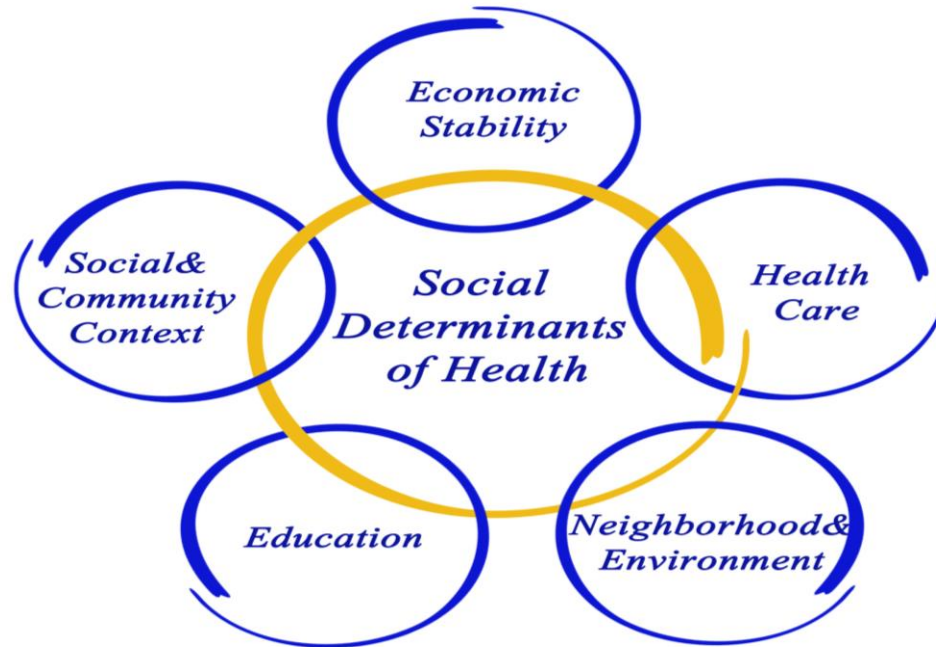 Economic
Stability
Social&
Community
Context
Social
Determinants
of Health
Health
Care
Education
Neighborhood&
Environment